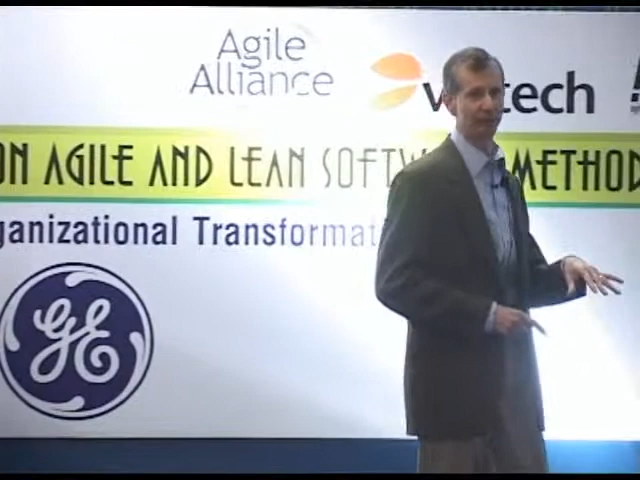 Agile
Alliance
tech
ON AGILE AND LEAN SOFTW METHOD
ganizational Transformat
GE